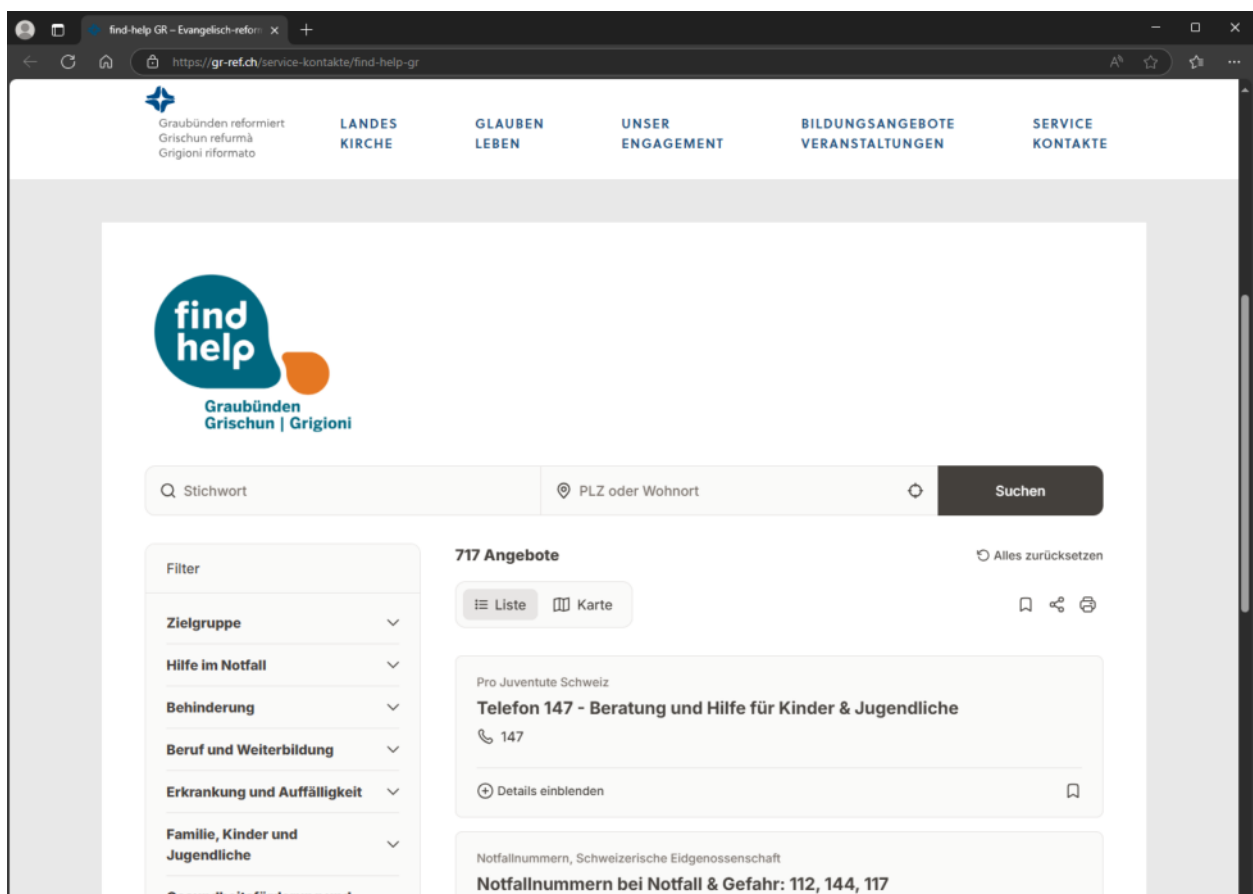 find-help GR – Evangelisch-reform
https://gr-ref.ch/service-kontakte/find-help-gr
Graubünden reformiert
Grischun refurmà
Grigioni riformato
LANDES
KIRCHE
GLAUBEN
LEBEN
UNSER
ENGAGEMENT
BILDUNGSANGEBOTE
VERANSTALTUNGEN
SERVICE
KONTAKTE
find
help
Graubünden
Grischun | Grigioni
Stichwort
PLZ oder Wohnort
Suchen
Filter
Zielgruppe
Hilfe im Notfall
Behinderung
Beruf und Weiterbildung
Erkrankung und Auffälligkeit
Familie, Kinder und
Jugendliche
717 Angebote
Alles zurücksetzen
Liste
Karte
Pro Juventute Schweiz
Telefon 147 - Beratung und Hilfe für Kinder & Jugendliche
147
Details einblenden
Notfallnummern, Schweizerische Eidgenossenschaft
Notfallnummern bei Notfall & Gefahr: 112, 144, 117